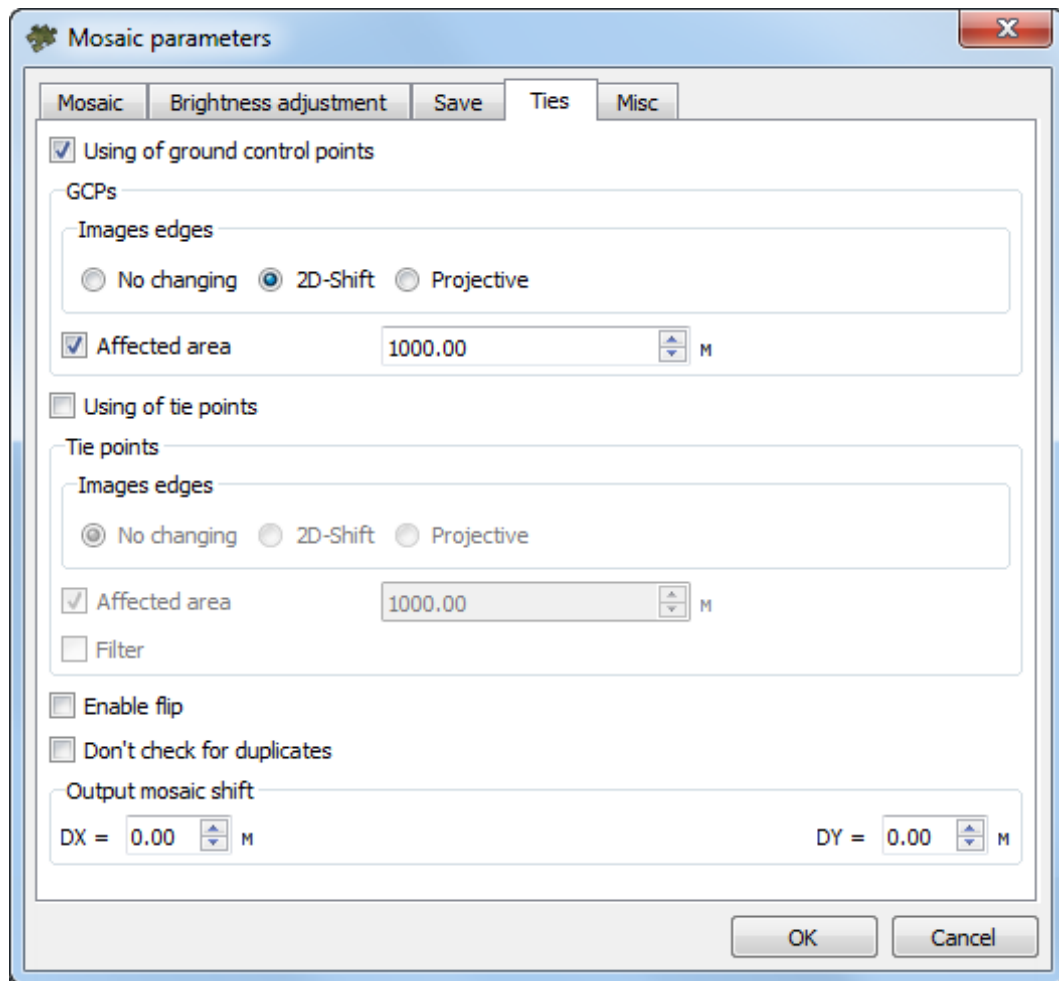 Mosaic parameters
Mosaic Brightness adjustment Save Ties Misc
Using of ground control points
GCPs
Images edges
No changing 2D-Shift Projective
Affected area 1000.00 м
Using of tie points
Tie points
Images edges
No changing 2D-Shift Projective
Affected area 1000.00 м
Filter
Enable flip
Don't check for duplicates
Output mosaic shift
DX = 0.00 м DY = 0.00 м
OK Cancel